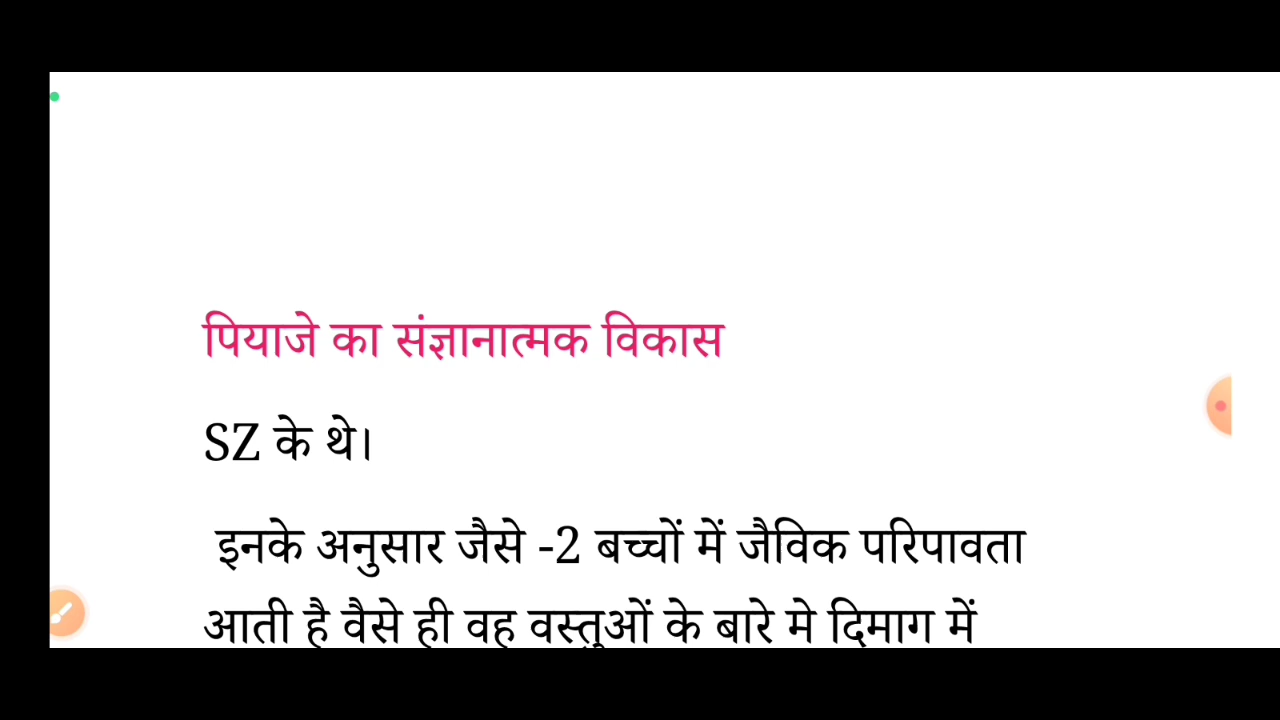 पियाजे का संज्ञानात्मक विकास
SZ के थे।
इनके अनुसार जैसे -2 बच्चों में जैविक परिपावता
आती है वैसे ही वह वस्तुओं के बारे मे दिमाग में